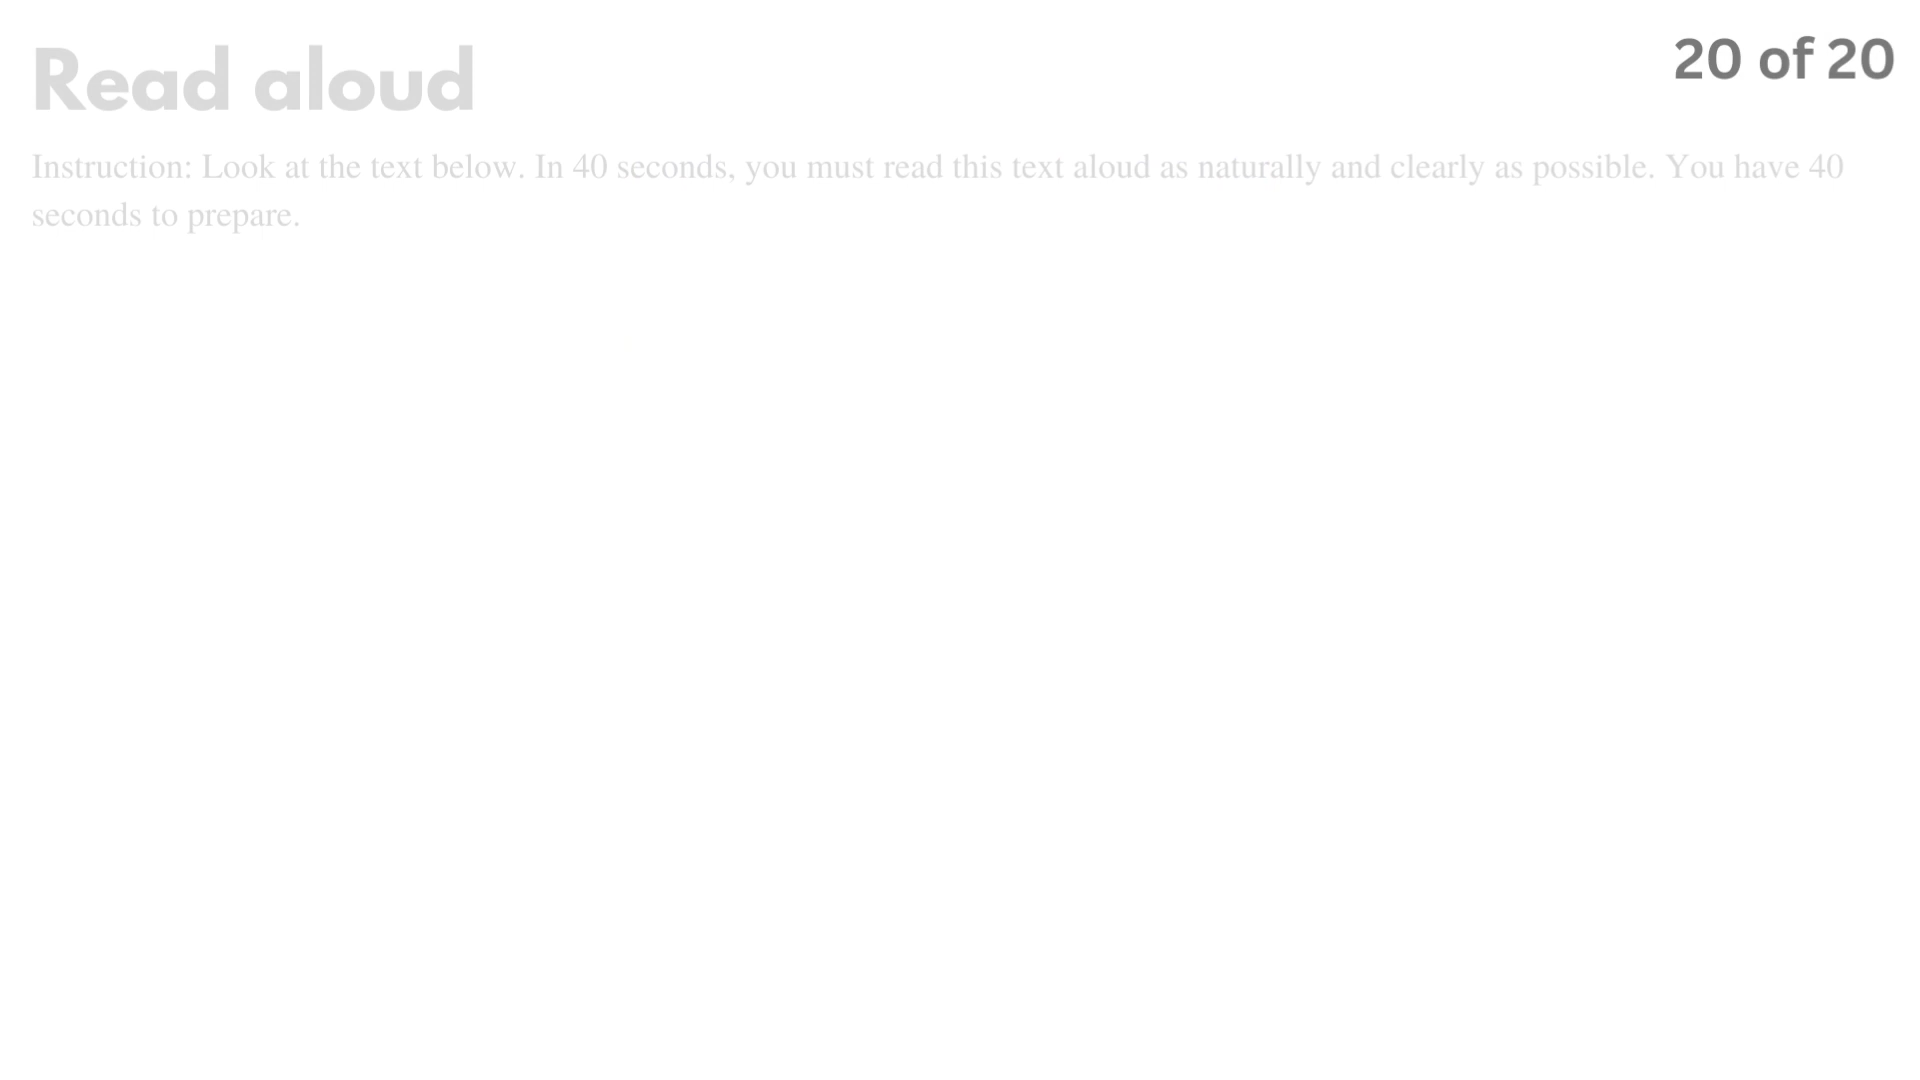 Read aloud
20 of 20
Instruction: Look at the text below. In 40 seconds, you must read this text aloud as naturally and clearly as possible. You have 40
seconds to prepare.